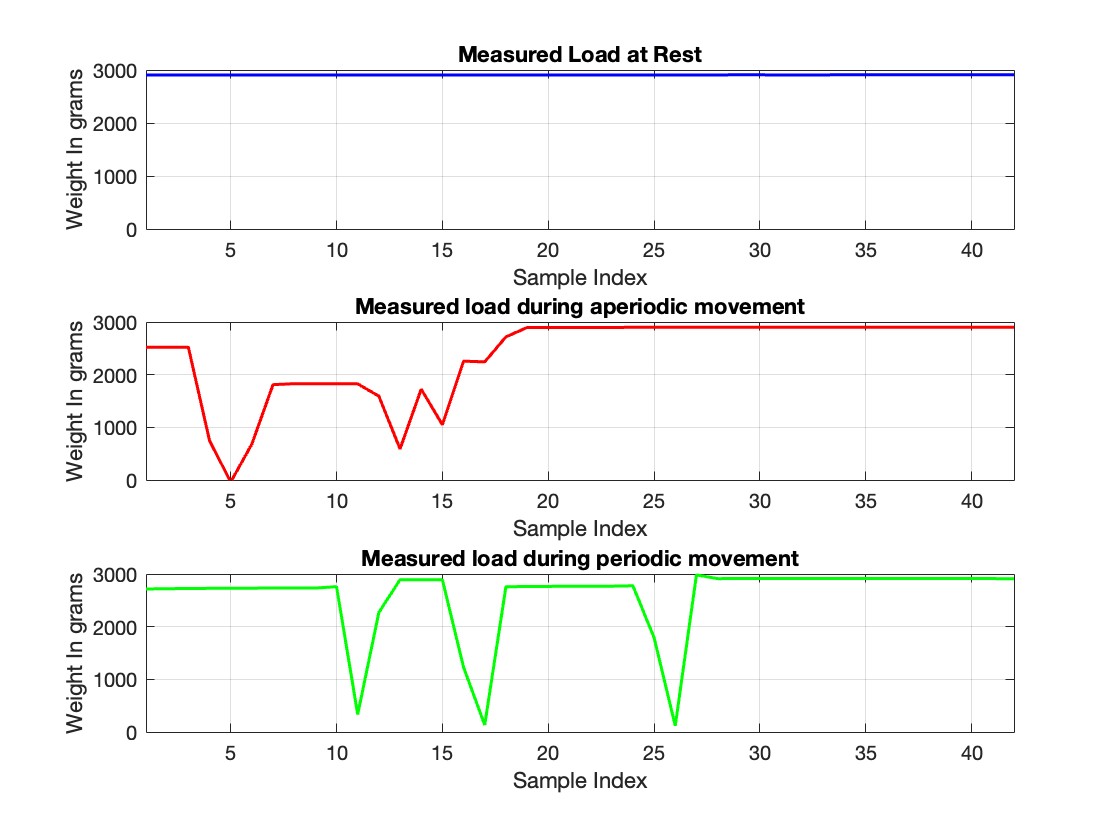 Measured Load at Rest
Weight In grams
3000
2000
1000
0
5 10 15 20 25 30 35 40
Sample Index
Measured load during aperiodic movement
Weight In grams
3000
2000
1000
0
5 10 15 20 25 30 35 40
Sample Index
Measured load during periodic movement
Weight In grams
3000
2000
1000
0
5 10 15 20 25 30 35 40
Sample Index